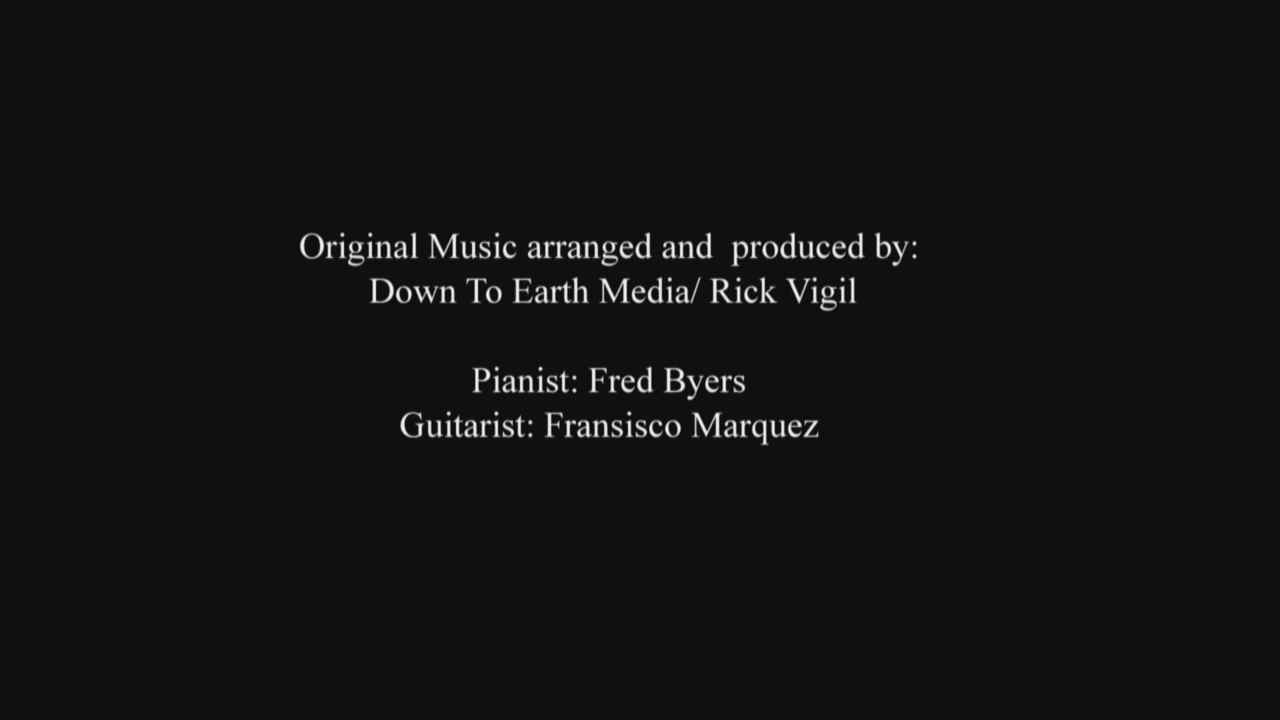 Original Music arranged and  produced by:
Down To Earth Media/ Rick Vigil
Pianist: Fred Byers
Guitarist: Fransisco Marquez